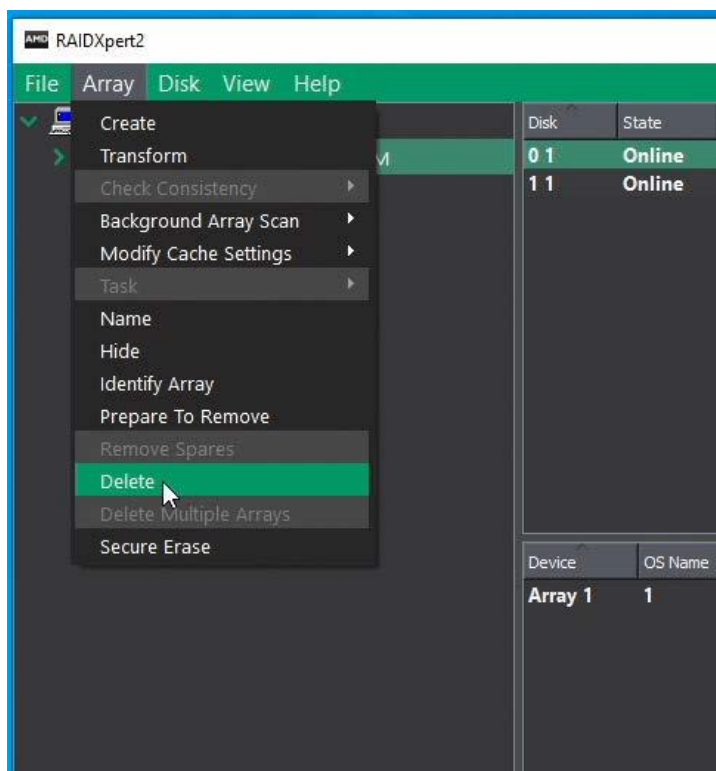 AMD RAIDXpert2
File Array Disk View Help
Create
Transform
M
Check Consistency
Background Array Scan
Modify Cache Settings
Task
Name
Hide
Identify Array
Prepare To Remove
Remove Spares
Delete
Delete Multiple Arrays
Secure Erase
Disk State
0 1 Online
1 1 Online
Device OS Name
Array 1 1